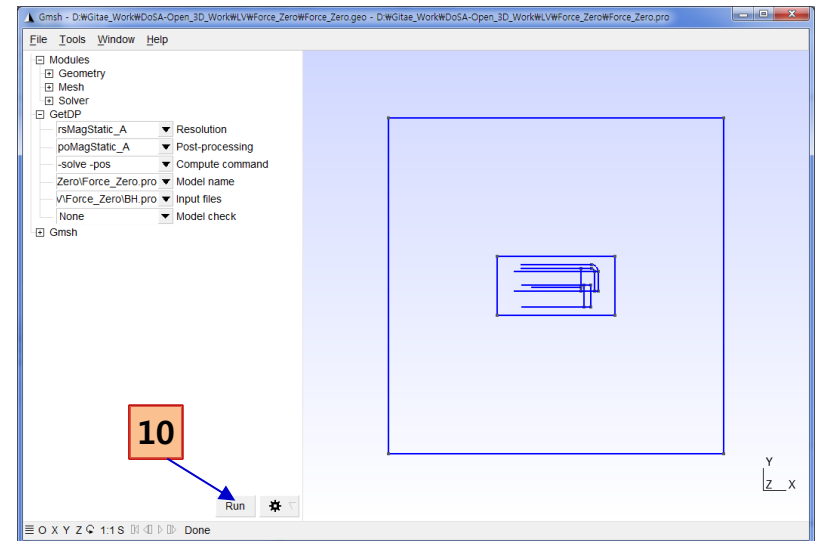 Gmsh - D:₩Gitae_Work₩DoSA-Open_3D_Work₩LV₩Force_Zero₩Force_Zero.geo - D:₩Gitae_Work₩DoSA-Open_3D_Work₩LV₩Force_Zero₩Force_Zero.pro
File Tools Window Help
Modules
Geometry
Mesh
Solver
GetDP
rsMagStatic_A Resolution
poMagStatic_A Post-processing
-solve -pos Compute command
Zero\Force_Zero.pro Model name
V\Force_Zero\BH.pro Input files
None Model check
Gmsh
10
Run
Y
Z X
O X Y Z 1:1 S Done